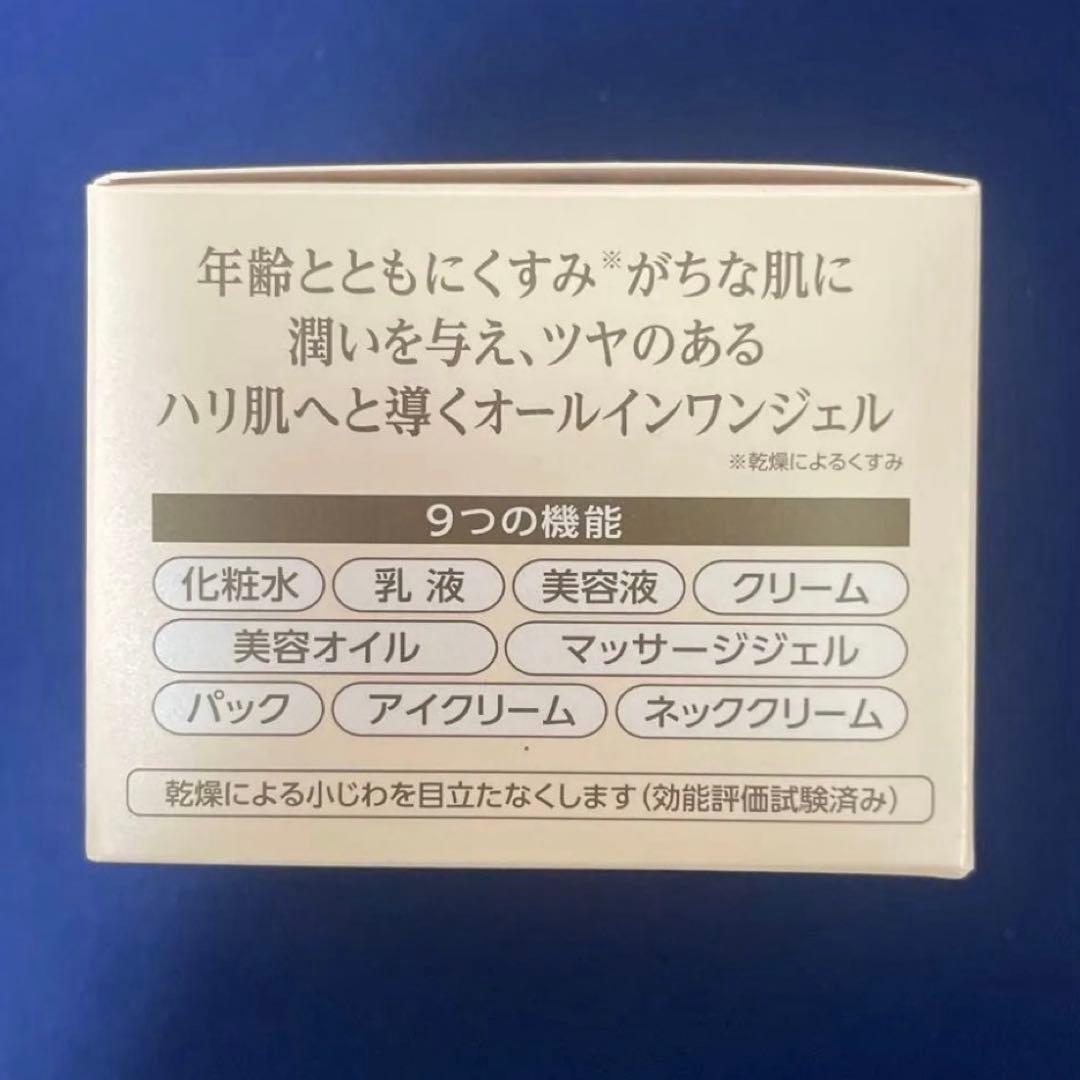 年齢とともにくすみ※がちな肌に
潤いを与え、ツヤのある
ハリ肌へと導くオールインワンジェル
※乾燥によるくすみ
9つの機能
化粧水 乳液 美容液 クリーム
美容オイル マッサージジェル
パック アイクリーム ネッククリーム
乾燥による小じわを目立たなくします(効能評価試験済み)